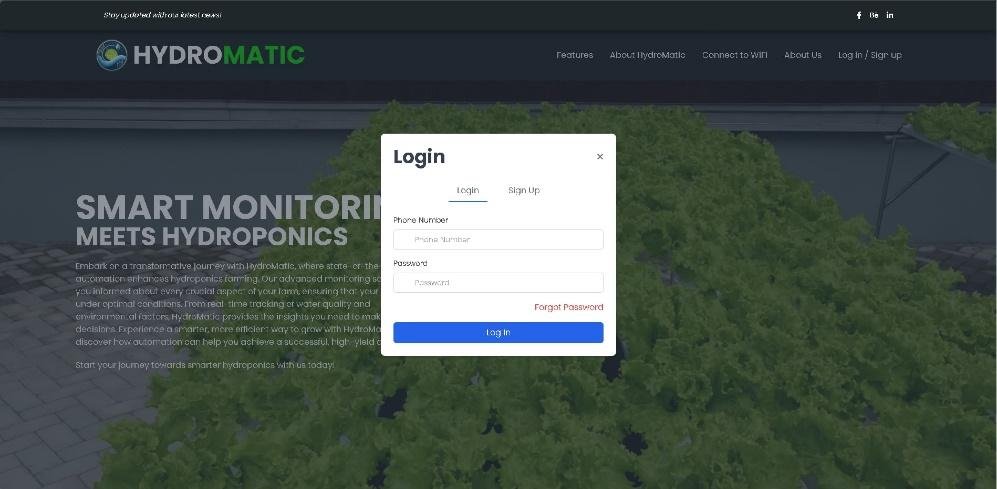 Stay updated with our latest news!
f Bē in
HYDROMATIC
Features About HydroMatic Connect to WiFi About Us Log in / Sign up
Login
×
Login Sign Up
Phone Number
Phone Number
Password
Password
Forgot Password
Log In
SMART MONITORIN
MEETS HYDROPONICS
Embark on a transformative journey with HydroMatic, where state-of-the-
automation enhances hydroponics farming. Our advanced monitoring
you informed about every crucial aspect of your farm, ensuring that your
under optimal conditions. From real-time tracking of water quality and
environmental factors, HydroMatic provides the insights you need to mak
decisions. Experience a smarter, more efficient way to grow with HydroMa
discover how automation can help you achieve a successful, high-yield
Start your journey towards smarter hydroponics with us today!